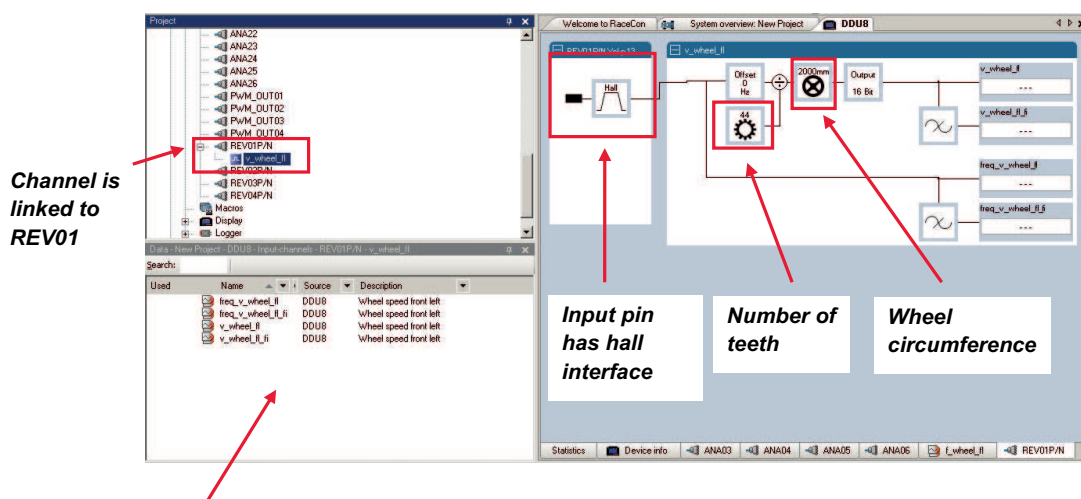 Project
ANA22
ANA23
ANA24
ANA25
ANA26
PWM_OUT01
PWM_OUT02
PWM_OUT03
PWM_OUT04
REV01P/N
v_wheel_fl
REV02P/N
REV03P/N
REV04P/N
Macros
Display
Logger
Channel is
linked to
REV01
Data - New Project - DDU8 - Input-channels - REV01P/N - v_wheel_fl
Search:
Used Name Source Description
freq_v_wheel_fl DDU8 Wheel speed front left
freq_v_wheel_fl_fi DDU8 Wheel speed front left
v_wheel_fl DDU8 Wheel speed front left
v_wheel_fl_fi DDU8 Wheel speed front left
Welcome to RaceCon System overview: New Project DDU8
REV01P/N
v_wheel_fl
Hall
Offset
0
Hz
44
2000mm
Output
16 Bit
v_wheel_fl
---
v_wheel_fl_fi
---
freq_v_wheel_fl
---
freq_v_wheel_fl_fi
---
Input pin
has hall
interface
Number of
teeth
Wheel
circumference
Statistics Device info ANA03 ANA04 ANA05 ANA06 f_wheel_fl REV01P/N